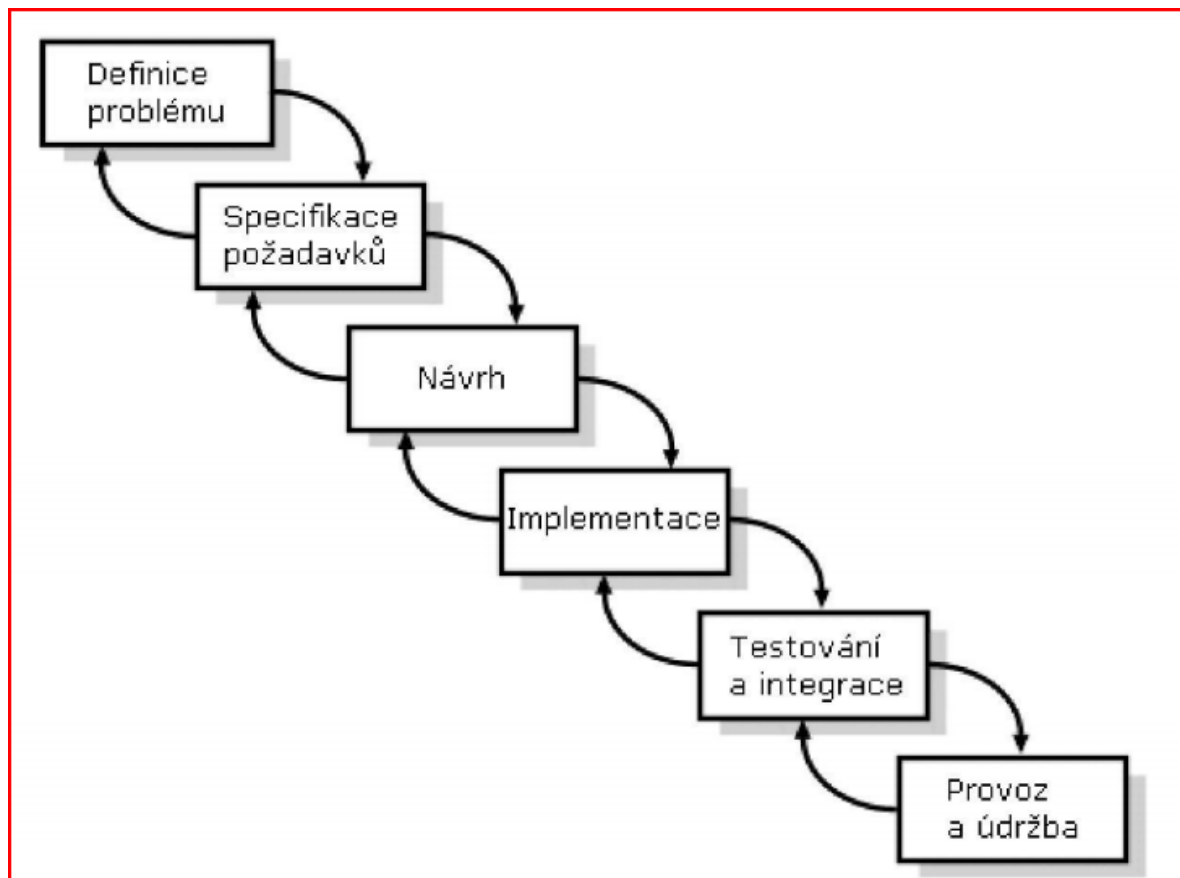 Definice
problému
Specifikace
požadavků
Návrh
Implementace
Testování
a integrace
Provoz
a údržba